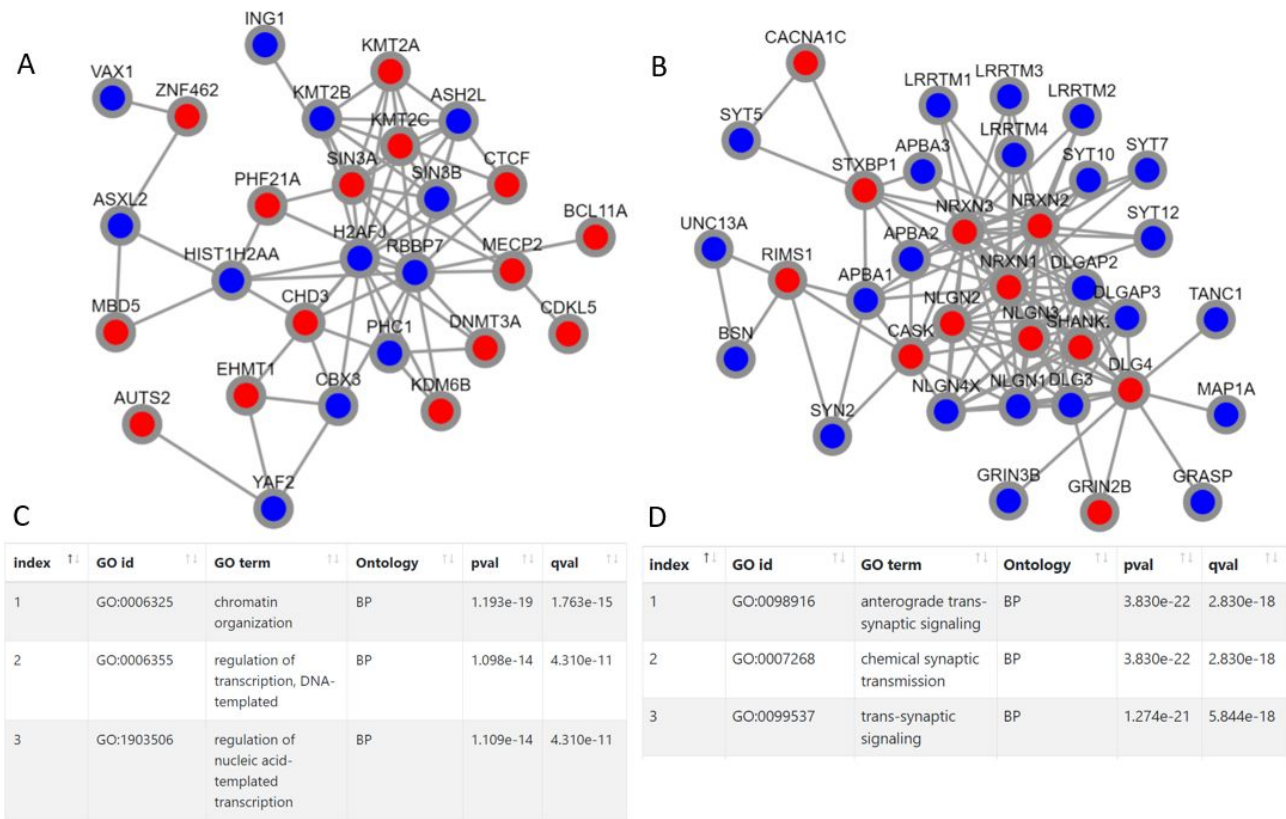 A
ING1
KMT2A
VAX1
ZNF462
KMT2B
ASH2L
KMT2C
SIN3A
CTCF
PHF21A
SIN3B
ASXL2
BCL11A
H2AFJ
RBBP7
MECP2
HIST1H2AA
CHD3
CDKL5
MBD5
PHC1
DNMT3A
EHMT1
CBX3
KDM6B
AUTS2
YAF2
B
CACNA1C
LRRTM1
LRRTM3
LRRTM2
SYT5
LRRTM4
APBA3
SYT10
SYT7
STXBP1
NRXN3
NRXN2
UNC13A
APBA2
SYT12
RIMS1
NRXN1
APBA1
DLGAP2
NLGN2
DLGAP3
TANC1
BSN
CASK
NLGN3
SHANK
DLG4
NLGN4X
NLGN1
DLG3
MAP1A
SYN2
GRIN3B
GRIN2B
GRASP
C
index GO id GO term Ontology pval qval
1 GO:0006325 chromatin BP 1.193e-19 1.763e-15
organization
2 GO:0006355 regulation of BP 1.098e-14 4.310e-11
transcription, DNA-
templated
3 GO:1903506 regulation of BP 1.109e-14 4.310e-11
nucleic acid-
templated
transcription
D
index GO id GO term Ontology pval qval
1 GO:0098916 anterograde trans- BP 3.830e-22 2.830e-18
synaptic signaling
2 GO:0007268 chemical synaptic BP 3.830e-22 2.830e-18
transmission
3 GO:0099537 trans-synaptic BP 1.274e-21 5.844e-18
signaling